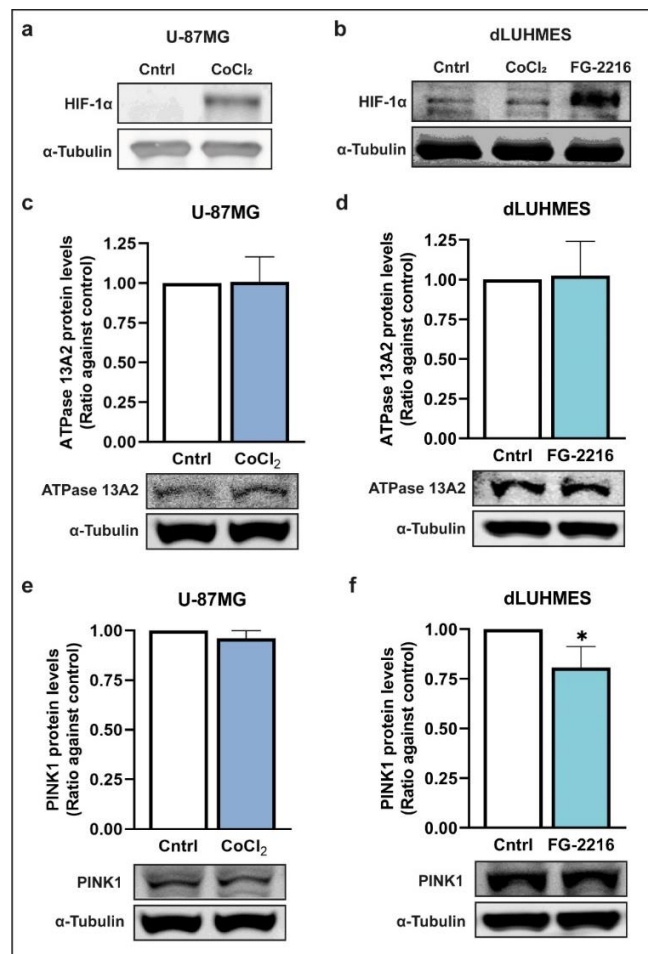 a
U-87MG
Cntrl CoCl₂
HIF-1α
α-Tubulin
b
dLUHMES
Cntrl CoCl₂ FG-2216
HIF-1α
α-Tubulin
c
U-87MG
ATPase 13A2 protein levels
(Ratio against control)
1.25
1.00
0.75
0.50
0.25
0.00
Cntrl CoCl₂
ATPase 13A2
α-Tubulin
d
dLUHMES
ATPase 13A2 protein levels
(Ratio against control)
1.25
1.00
0.75
0.50
0.25
0.00
Cntrl FG-2216
ATPase 13A2
α-Tubulin
e
U-87MG
PINK1 protein levels
(Ratio against control)
1.00
0.75
0.50
0.25
0.00
Cntrl CoCl₂
PINK1
α-Tubulin
f
dLUHMES
PINK1 protein levels
(Ratio against control)
1.00
0.75
0.50
0.25
0.00
*
Cntrl FG-2216
PINK1
α-Tubulin